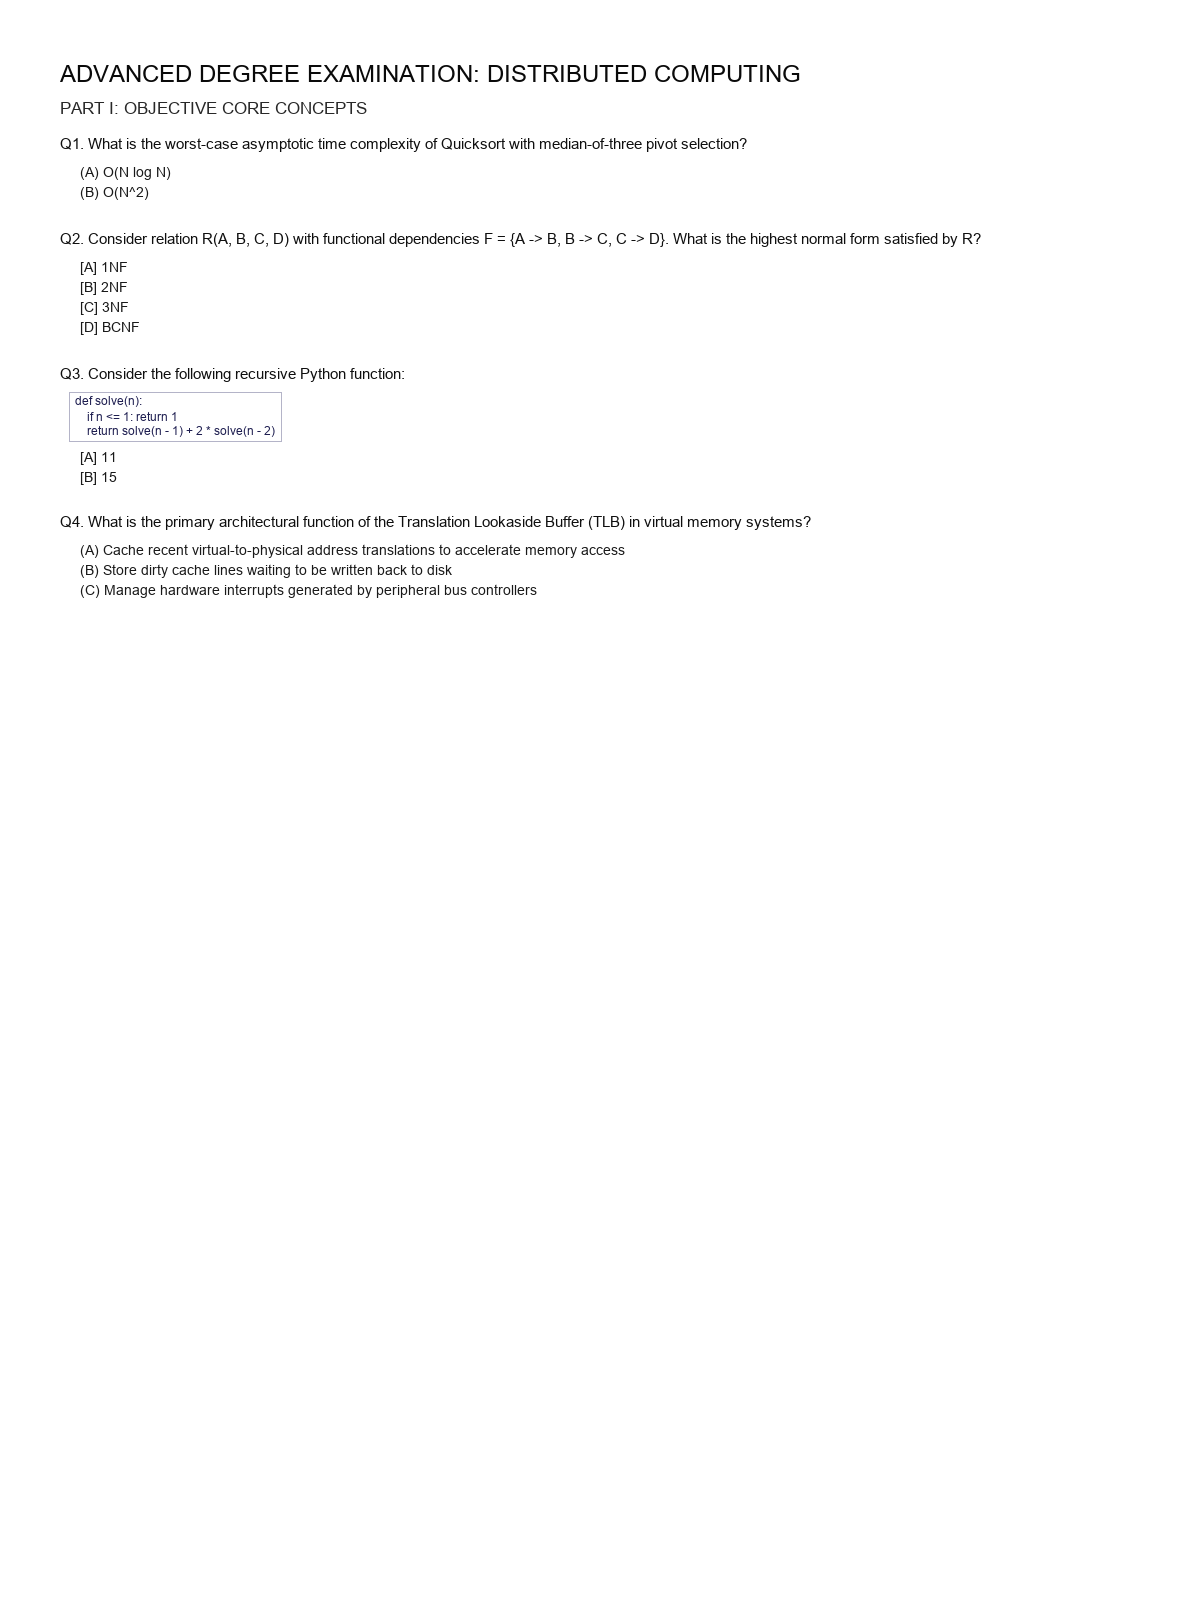 ADVANCED DEGREE EXAMINATION: DISTRIBUTED COMPUTING
PART I: OBJECTIVE CORE CONCEPTS
Q1. What is the worst-case asymptotic time complexity of Quicksort with median-of-three pivot selection?
(A) O(N log N)
(B) O(N^2)
Q2. Consider relation R(A, B, C, D) with functional dependencies F = {A -> B, B -> C, C -> D}. What is the highest normal form satisfied by R?
[A] 1NF
[B] 2NF
[C] 3NF
[D] BCNF
Q3. Consider the following recursive Python function:
def solve(n):
    if n <= 1: return 1
    return solve(n - 1) + 2 * solve(n - 2)
[A] 11
[B] 15
Q4. What is the primary architectural function of the Translation Lookaside Buffer (TLB) in virtual memory systems?
(A) Cache recent virtual-to-physical address translations to accelerate memory access
(B) Store dirty cache lines waiting to be written back to disk
(C) Manage hardware interrupts generated by peripheral bus controllers